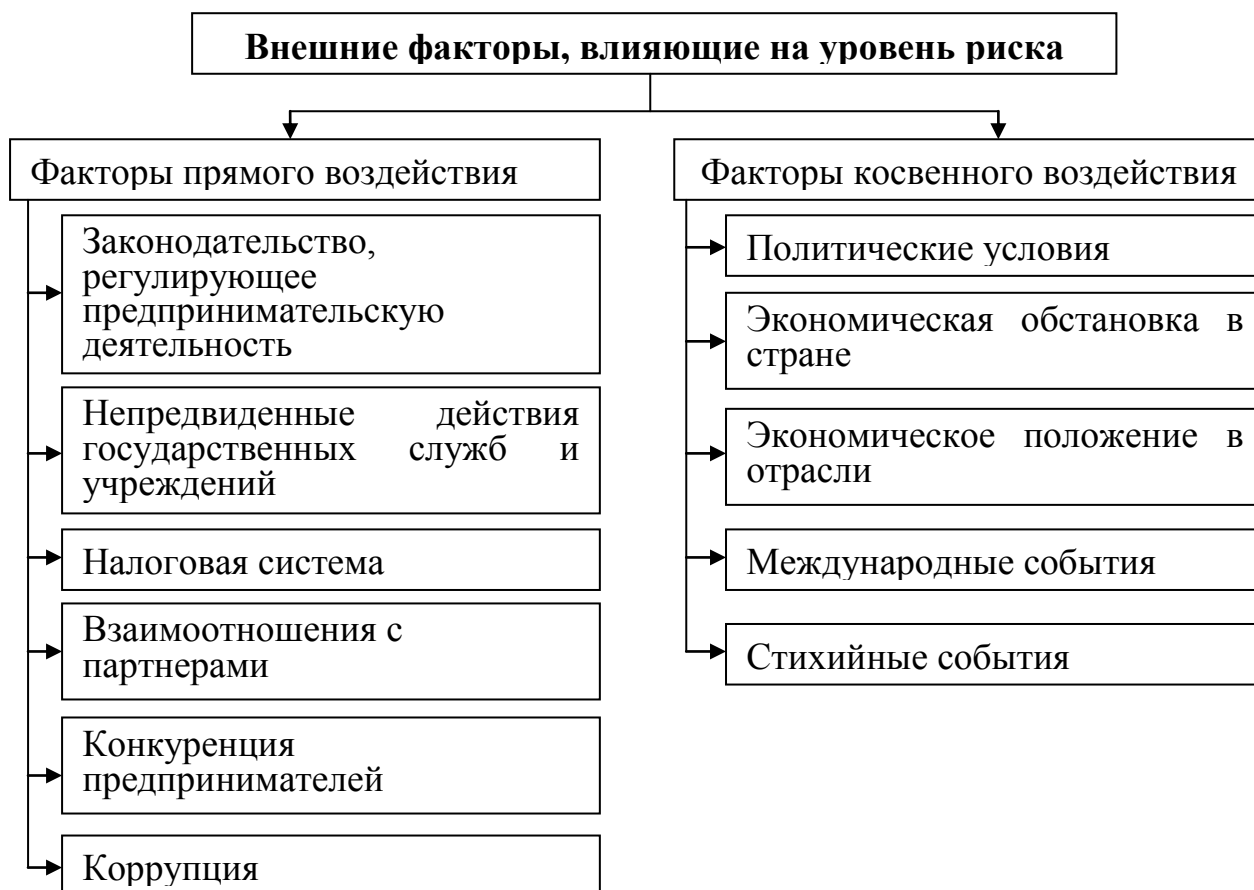 Внешние факторы, влияющие на уровень риска
Факторы прямого воздействия
Законодательство,
регулирующее
предпринимательскую
деятельность
Непредвиденные действия
государственных служб и
учреждений
Налоговая система
Взаимоотношения с
партнерами
Конкуренция
предпринимателей
Коррупция
Факторы косвенного воздействия
Политические условия
Экономическая обстановка в
стране
Экономическое положение в
отрасли
Международные события
Стихийные события